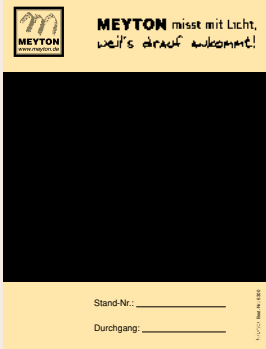 MEYTON
www.meyton.de
MEYTON misst mit Licht,
weil's drauf ankommt!
Stand-Nr.:
Durchgang: